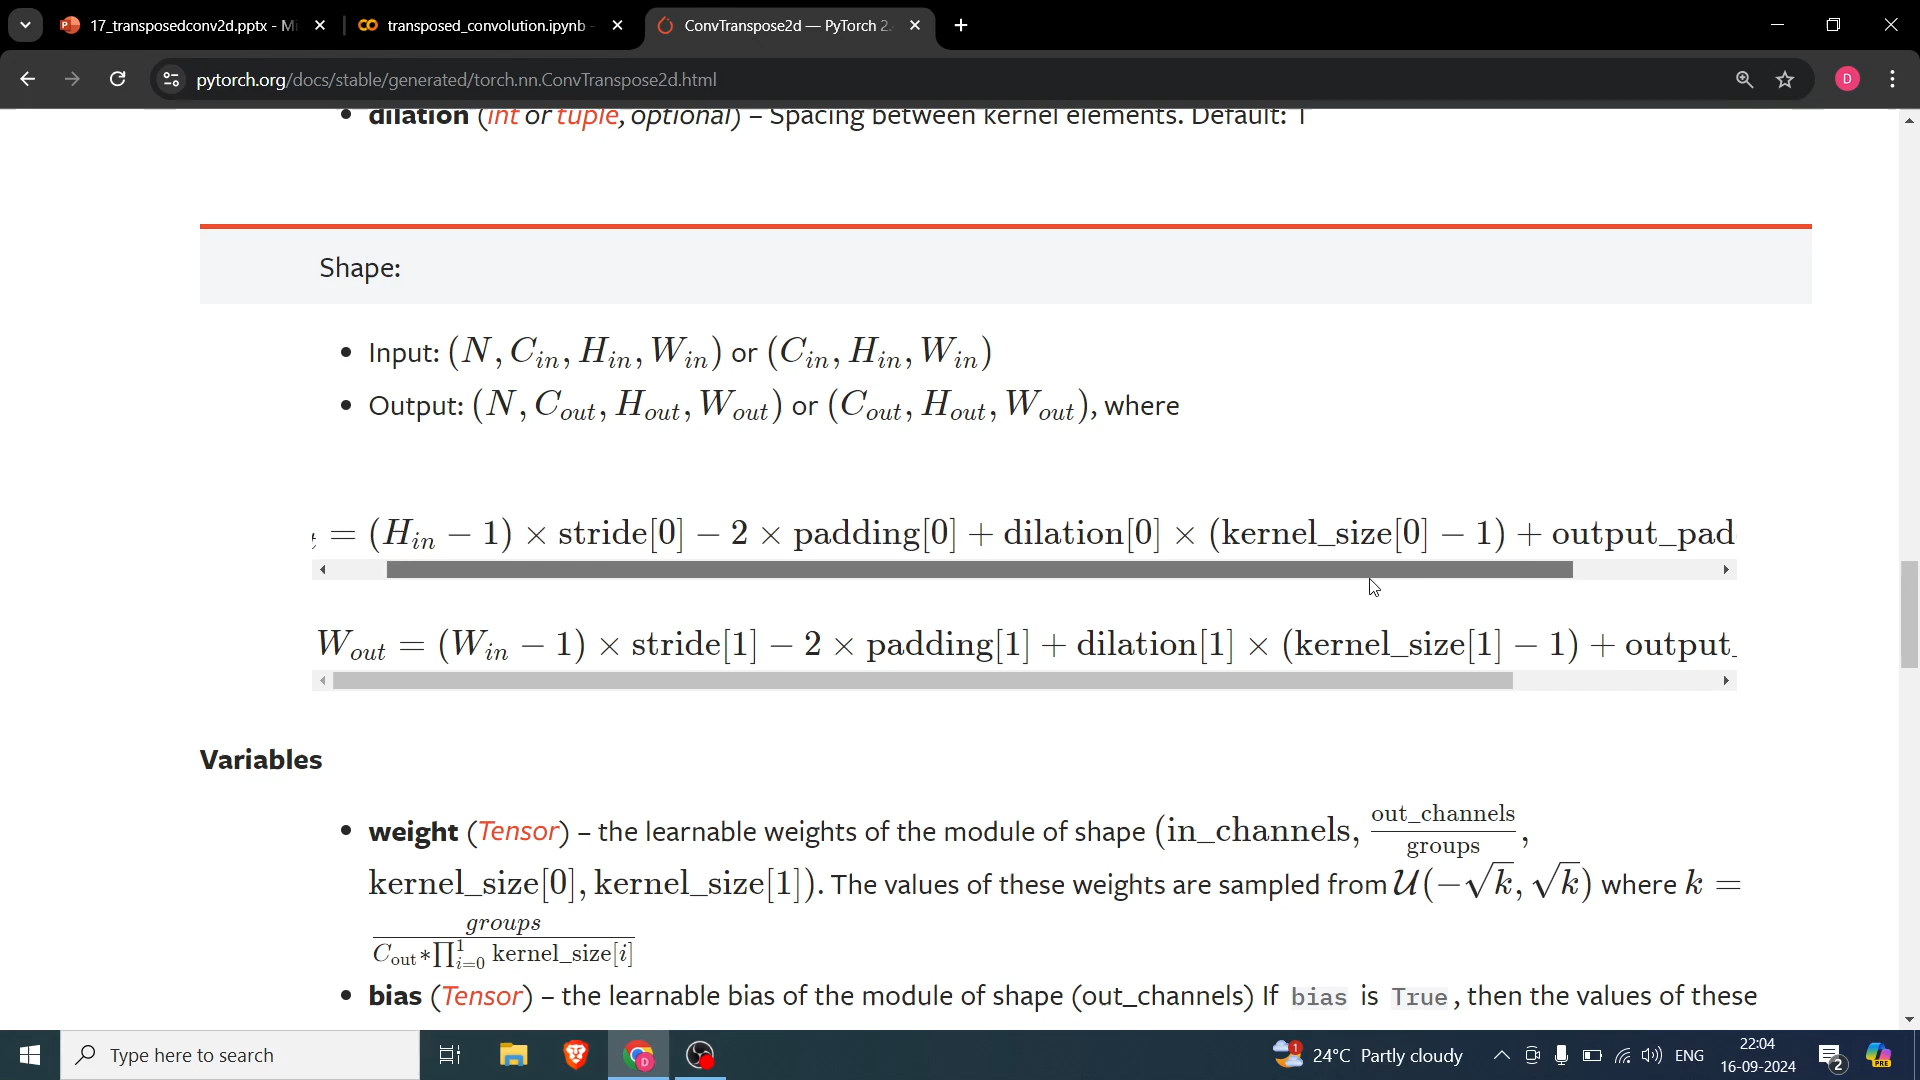 17_transposedconv2d.pptx - Mi
transposed_convolution.ipynb -
ConvTranspose2d — PyTorch 2.
pytorch.org/docs/stable/generated/torch.nn.ConvTranspose2d.html
D
• dilation (int or tuple, optional) – Spacing between kernel elements. Default: 1
Shape:
• Input: (N, C_in, H_in, W_in) or (C_in, H_in, W_in)
• Output: (N, C_out, H_out, W_out) or (C_out, H_out, W_out), where
t = (H_in − 1) × stride[0] − 2 × padding[0] + dilation[0] × (kernel_size[0] − 1) + output_pad
W_out = (W_in − 1) × stride[1] − 2 × padding[1] + dilation[1] × (kernel_size[1] − 1) + output_
Variables
• weight (Tensor) – the learnable weights of the module of shape (in_channels, out_channels/groups,
kernel_size[0], kernel_size[1]). The values of these weights are sampled from U(−√k, √k) where k =
groups / C_out∗∏_{i=0}^{1} kernel_size[i]
• bias (Tensor) – the learnable bias of the module of shape (out_channels) If bias is True, then the values of these
Type here to search
D
1
24°C Partly cloudy
ENG
22:04
16-09-2024
2
PRE